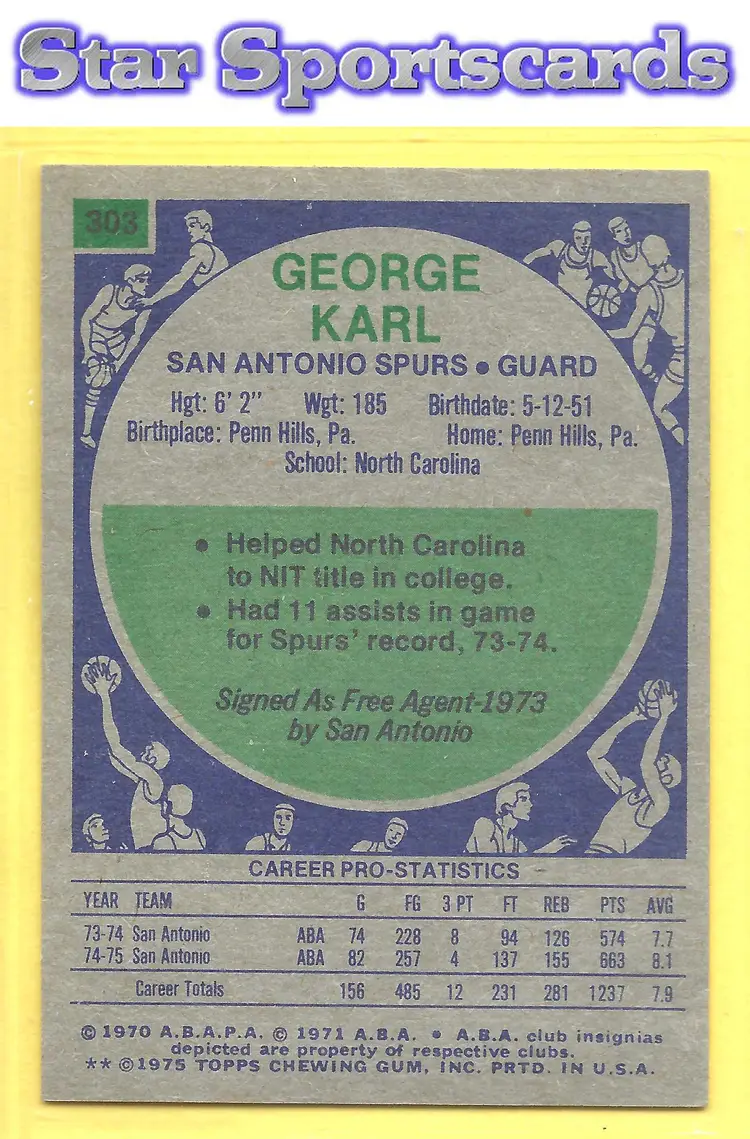 Star Sportscards
303
GEORGE
KARL
SAN ANTONIO SPURS • GUARD
Hgt: 6' 2" Wgt: 185 Birthdate: 5-12-51
Birthplace: Penn Hills, Pa. Home: Penn Hills, Pa.
School: North Carolina
• Helped North Carolina
to NIT title in college.
• Had 11 assists in game
for Spurs' record, 73-74.
Signed As Free Agent-1973
by San Antonio
CAREER PRO-STATISTICS
YEAR TEAM G FG 3 PT FT REB PTS AVG
73-74 San Antonio ABA 74 228 8 94 126 574 7.7
74-75 San Antonio ABA 82 257 4 137 155 663 8.1
Career Totals 156 485 12 231 281 1237 7.9
© 1970 A.B.A.P.A. © 1971 A.B.A. • A.B.A. club insignias
depicted are property of respective clubs.
** ©1975 TOPPS CHEWING GUM, INC. PRTD. IN U.S.A.